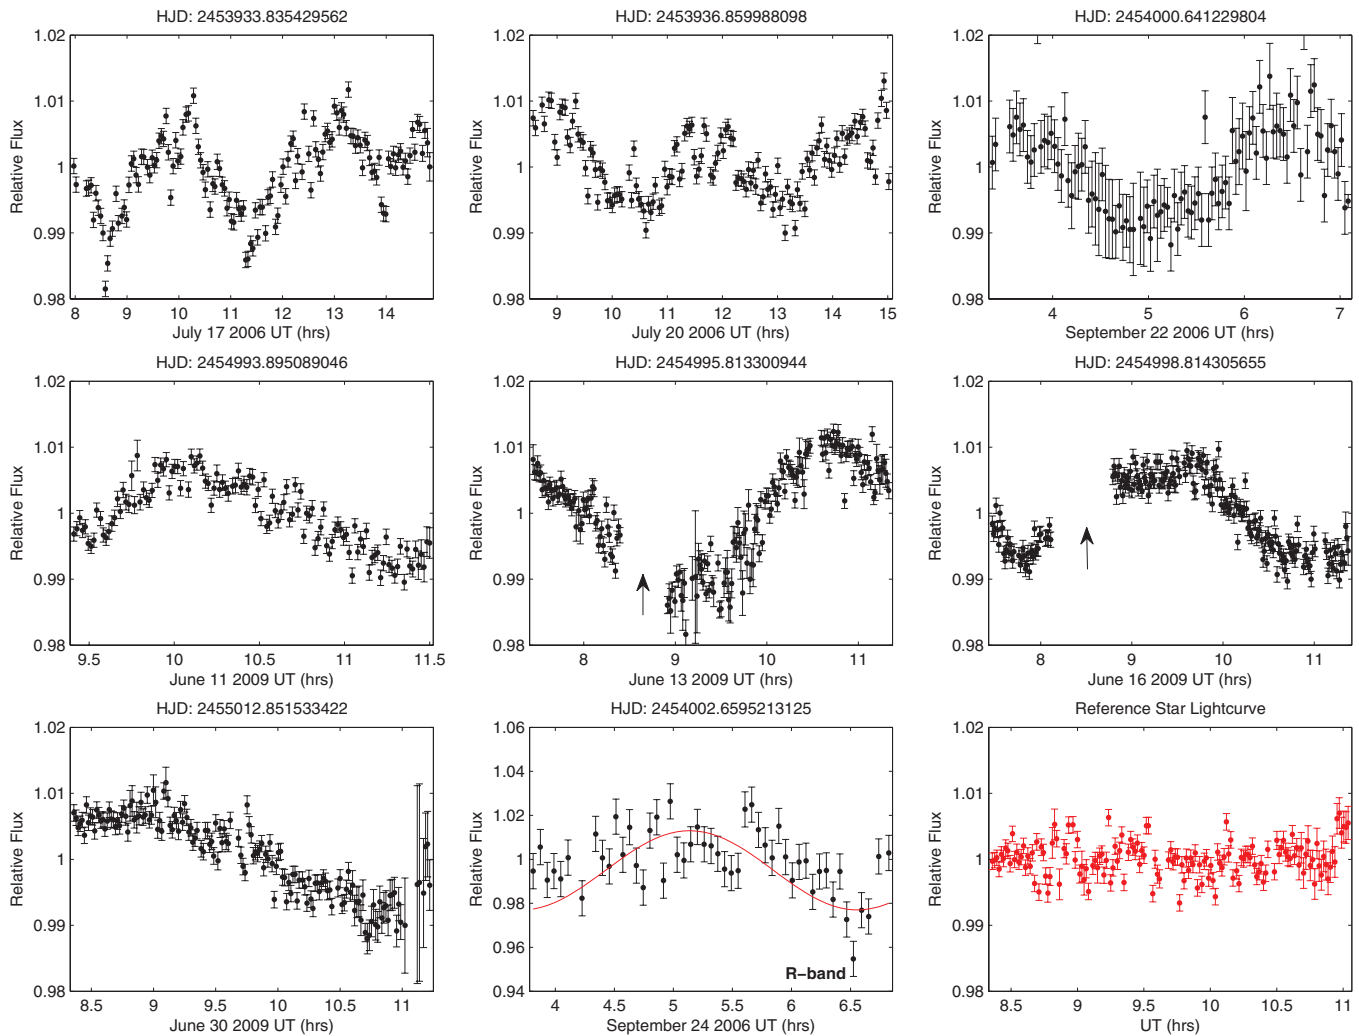 HJD: 2453933.835429562
1.02
1.01
1
0.99
0.98
Relative Flux
8 9 10 11 12 13 14
July 17 2006 UT (hrs)
HJD: 2453936.859988098
1.02
1.01
1
0.99
0.98
Relative Flux
9 10 11 12 13 14 15
July 20 2006 UT (hrs)
HJD: 2454000.641229804
1.02
1.01
1
0.99
0.98
Relative Flux
4 5 6 7
September 22 2006 UT (hrs)
HJD: 2454993.895089046
1.02
1.01
1
0.99
0.98
Relative Flux
9.5 10 10.5 11 11.5
June 11 2009 UT (hrs)
HJD: 2454995.813300944
1.02
1.01
1
0.99
0.98
Relative Flux
8 9 10 11
June 13 2009 UT (hrs)
HJD: 2454998.814305655
1.02
1.01
1
0.99
0.98
Relative Flux
8 9 10 11
June 16 2009 UT (hrs)
HJD: 2455012.851533422
1.02
1.01
1
0.99
0.98
Relative Flux
8.5 9 9.5 10 10.5 11
June 30 2009 UT (hrs)
HJD: 2454002.6595213125
1.06
1.04
1.02
1
0.98
0.96
0.94
Relative Flux
R-band
4 4.5 5 5.5 6 6.5
September 24 2006 UT (hrs)
Reference Star Lightcurve
1.02
1.01
1
0.99
0.98
Relative Flux
8.5 9 9.5 10 10.5 11
UT (hrs)